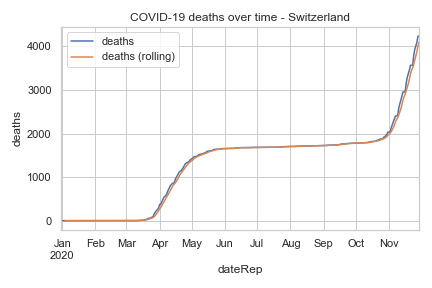 COVID-19 deaths over time - Switzerland
deaths
deaths (rolling)
deaths
4000
3000
2000
1000
0
Jan Feb Mar Apr May Jun Jul Aug Sep Oct Nov
2020
dateRep